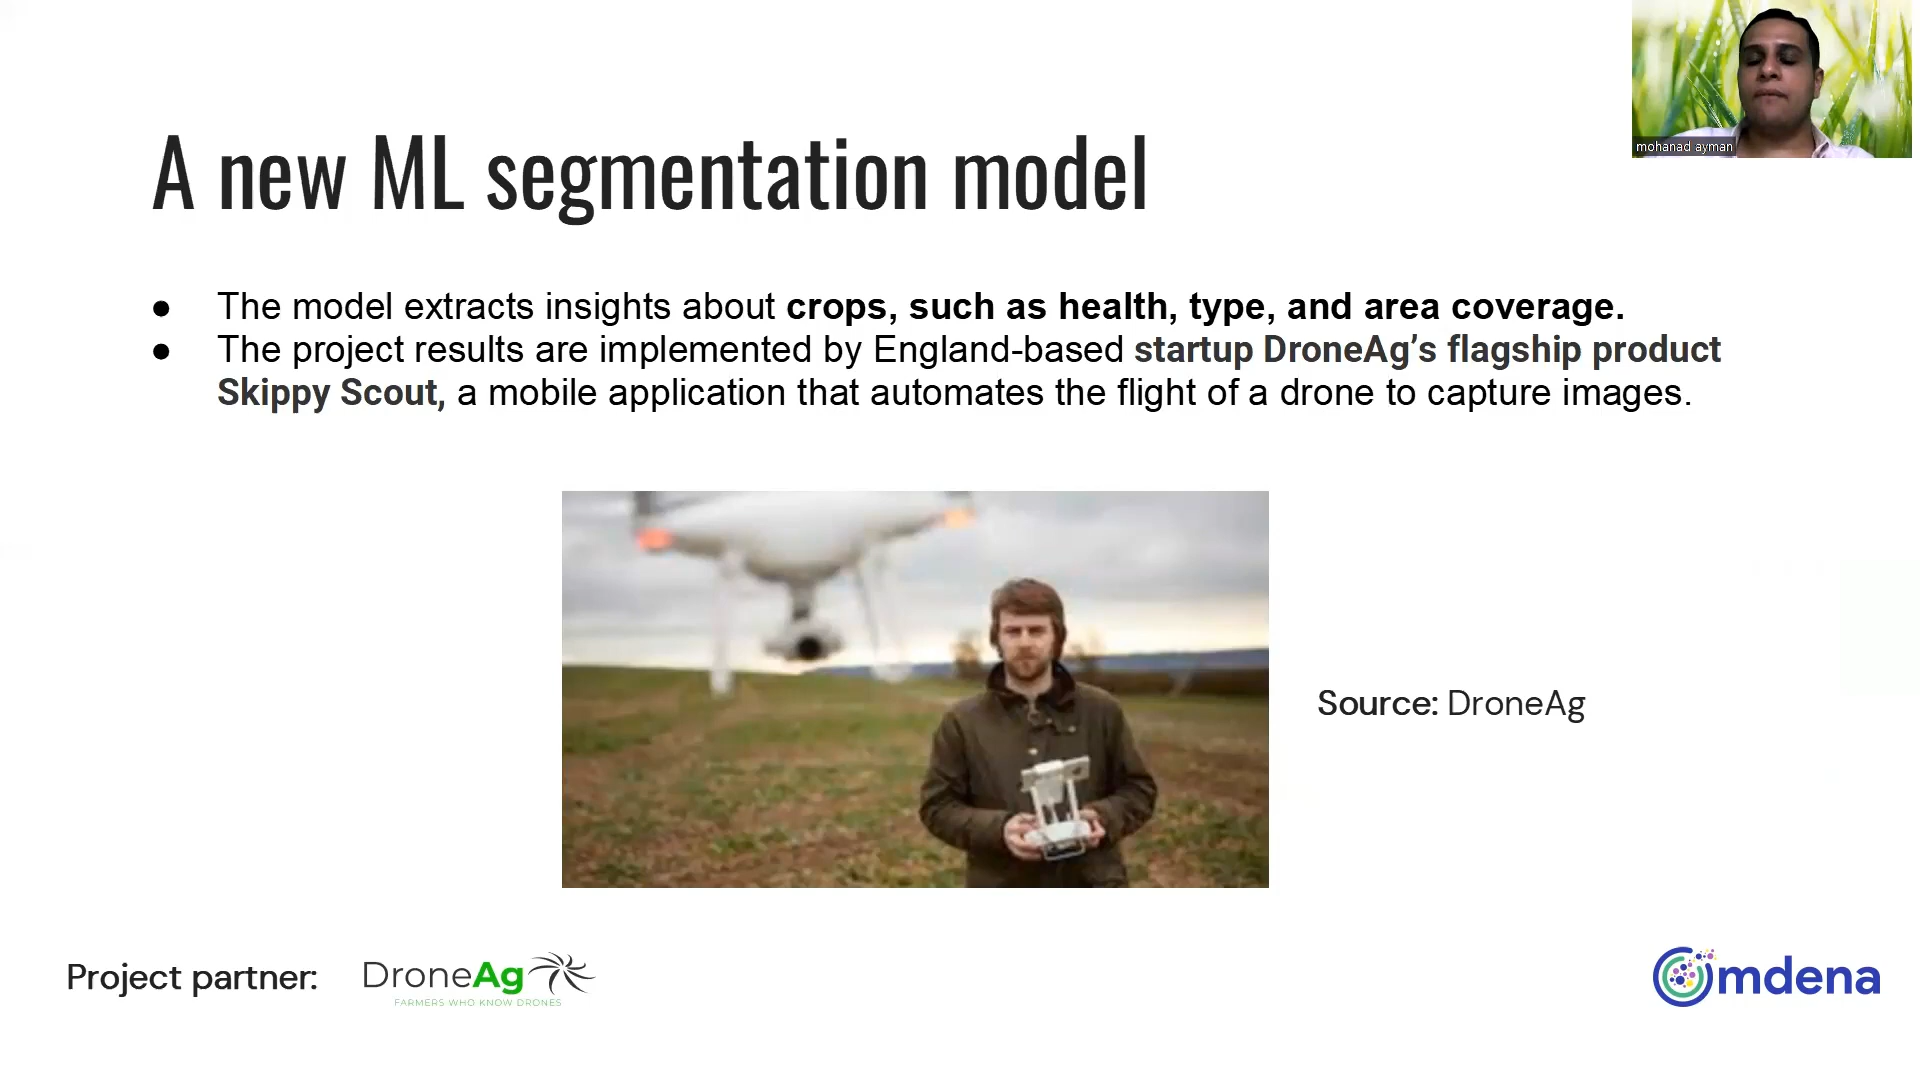 mohanad ayman
A new ML segmentation model
● The model extracts insights about crops, such as health, type, and area coverage.
● The project results are implemented by England-based startup DroneAg’s flagship product
Skippy Scout, a mobile application that automates the flight of a drone to capture images.
Source: DroneAg
Project partner:
DroneAg
FARMERS WHO KNOW DRONES
Omdena